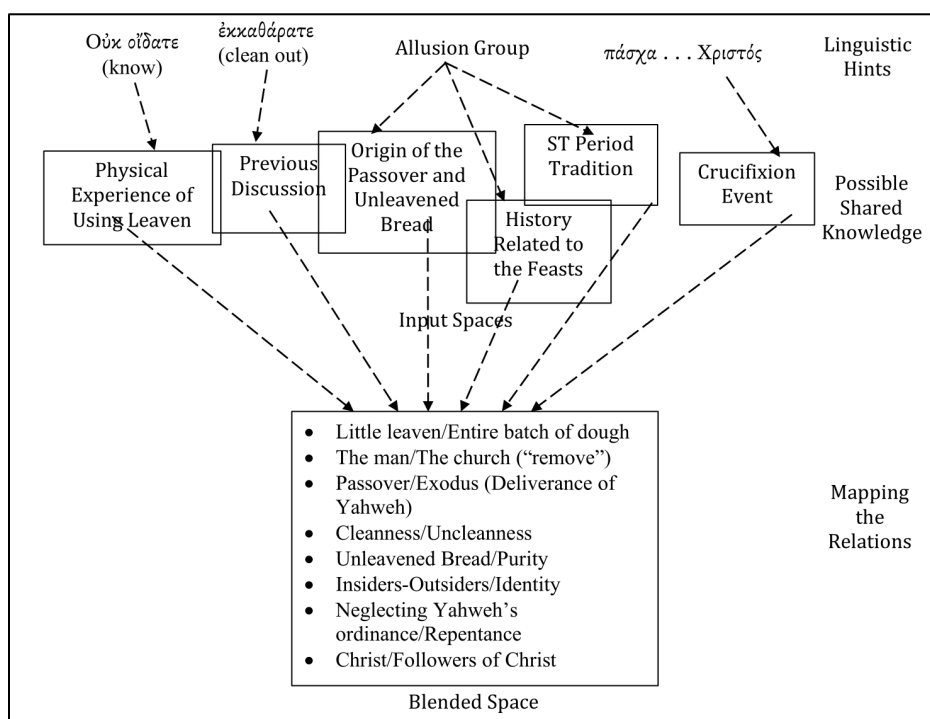 Οὐκ οἴδατε
(know)
ἐκκαθάρατε
(clean out)
Allusion Group
πάσχα . . . Χριστός
Linguistic
Hints
Physical
Experience of
Using Leaven
Previous
Discussion
Origin of the
Passover and
Unleavened
Bread
History
Related to
the Feasts
ST Period
Tradition
Crucifixion
Event
Possible
Shared
Knowledge
Input Spaces
• Little leaven/Entire batch of dough
• The man/The church (“remove”)
• Passover/Exodus (Deliverance of
Yahweh)
• Cleanness/Uncleanness
• Unleavened Bread/Purity
• Insiders-Outsiders/Identity
• Neglecting Yahweh’s
ordinance/Repentance
• Christ/Followers of Christ
Mapping
the
Relations
Blended Space